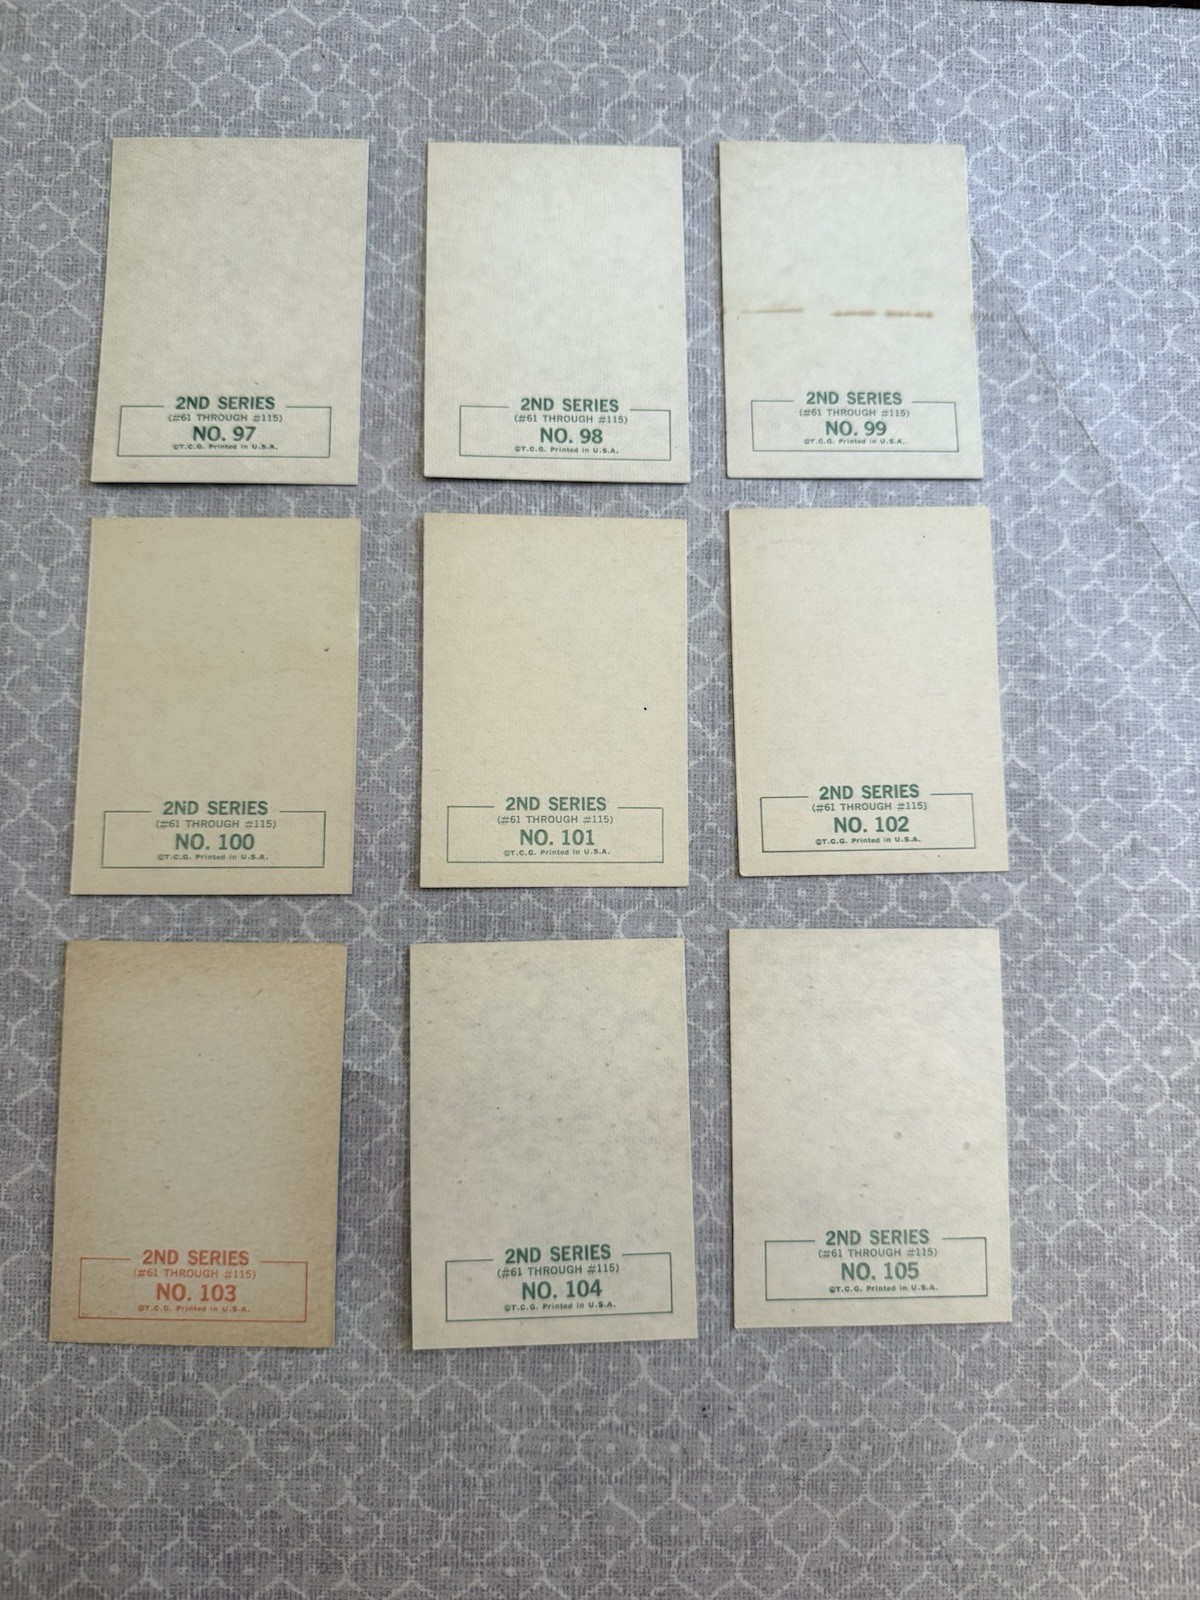 2ND SERIES
(#61 THROUGH #115)
NO. 97
©T.C.G. Printed in U.S.A.
2ND SERIES
(#61 THROUGH #115)
NO. 98
©T.C.G. Printed in U.S.A.
2ND SERIES
(#61 THROUGH #115)
NO. 99
©T.C.G. Printed in U.S.A.
2ND SERIES
(#61 THROUGH #115)
NO. 100
©T.C.G. Printed in U.S.A.
2ND SERIES
(#61 THROUGH #115)
NO. 101
©T.C.G. Printed in U.S.A.
2ND SERIES
(#61 THROUGH #115)
NO. 102
©T.C.G. Printed in U.S.A.
2ND SERIES
(#61 THROUGH #115)
NO. 103
©T.C.G. Printed in U.S.A.
2ND SERIES
(#61 THROUGH #115)
NO. 104
©T.C.G. Printed in U.S.A.
2ND SERIES
(#61 THROUGH #115)
NO. 105
©T.C.G. Printed in U.S.A.